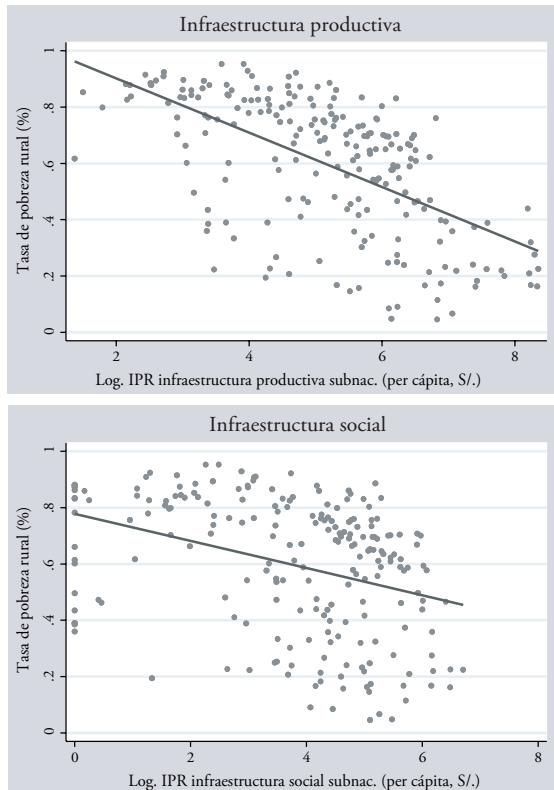 Infraestructura productiva
Tasa de pobreza rural (%)
1
.8
.6
.4
.2
0
2 4 6 8
Log. IPR infraestructura productiva subnac. (per cápita, S/.)
Infraestructura social
Tasa de pobreza rural (%)
1
.8
.6
.4
.2
0
0 2 4 6 8
Log. IPR infraestructura social subnac. (per cápita, S/.)